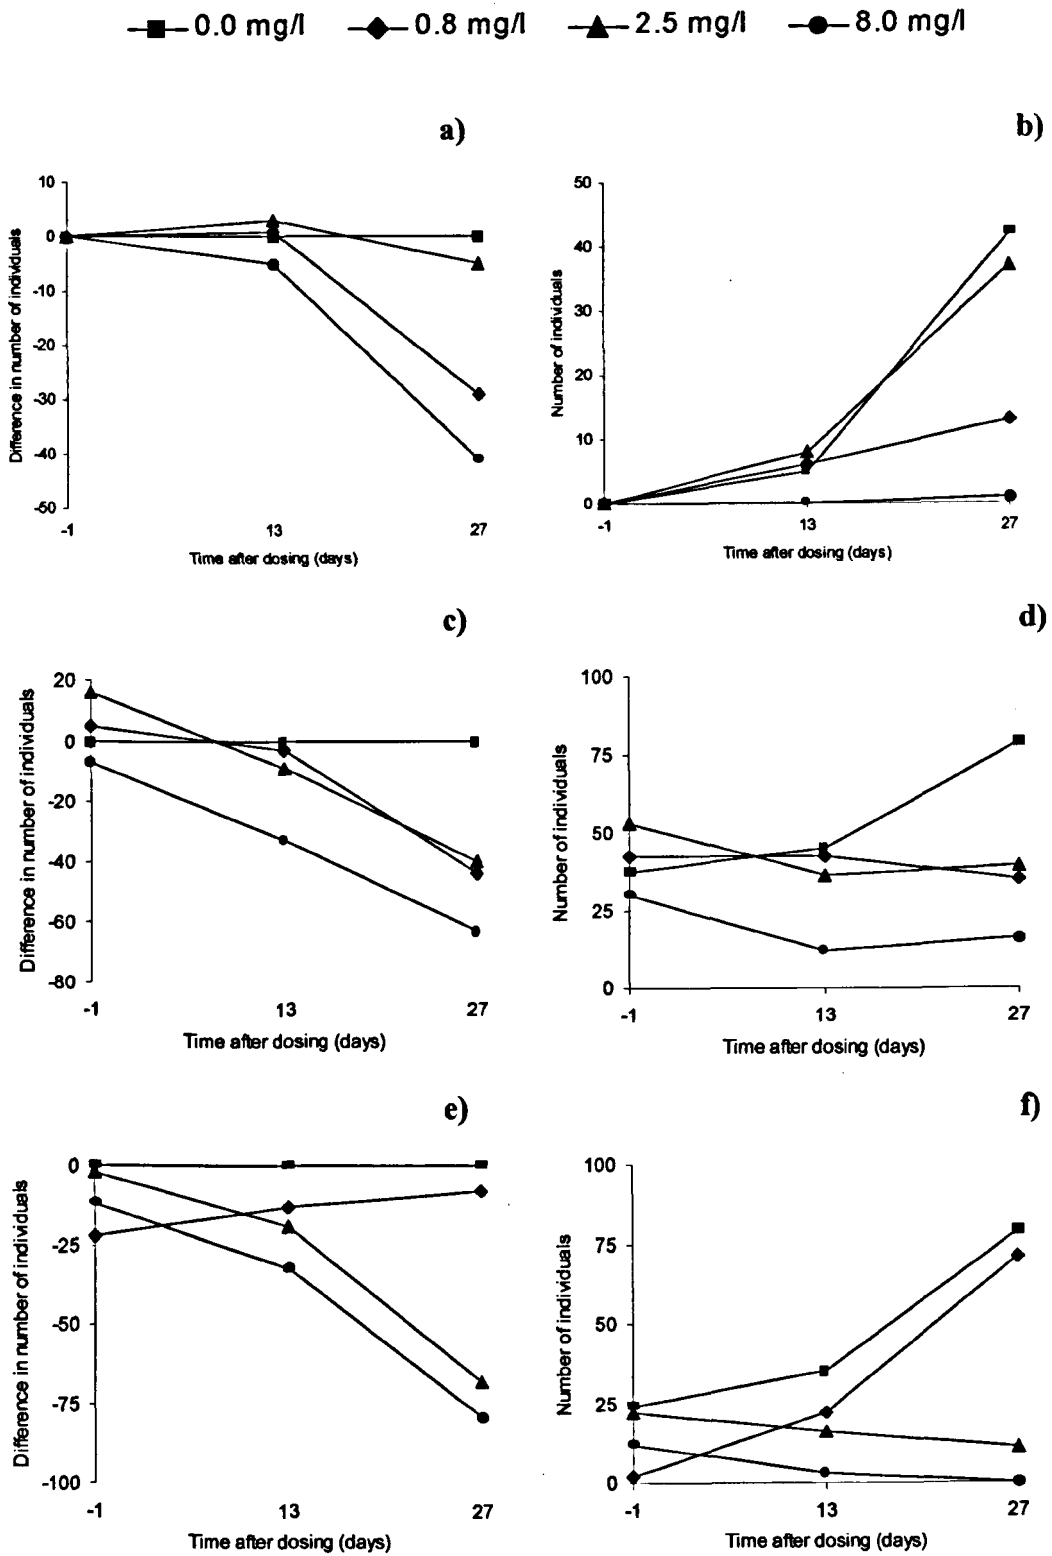 0.0 mg/l 0.8 mg/l 2.5 mg/l 8.0 mg/l
a)
10
0
-10
-20
-30
-40
-50
Difference in number of individuals
-1 13 27
Time after dosing (days)
b)
50
40
30
20
10
0
Number of individuals
-1 13 27
Time after dosing (days)
c)
20
0
-20
-40
-60
-80
Difference in number of individuals
-1 13 27
Time after dosing (days)
d)
100
75
50
25
0
Number of individuals
-1 13 27
Time after dosing (days)
e)
0
-25
-50
-75
-100
Difference in number of individuals
-1 13 27
Time after dosing (days)
f)
100
75
50
25
0
Number of individuals
-1 13 27
Time after dosing (days)